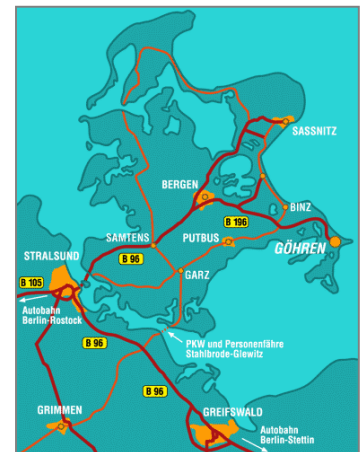 SASSNITZ
BERGEN
BINZ
B 196
SAMTENS
PUTBUS
GÖHREN
B 96
STRALSUND
GARZ
B 105
Autobahn
Berlin-Rostock
B 96
PKW und Personenfähre
Stahlbrode-Glewitz
B 96
GRIMMEN
GREIFSWALD
Autobahn
Berlin-Stettin